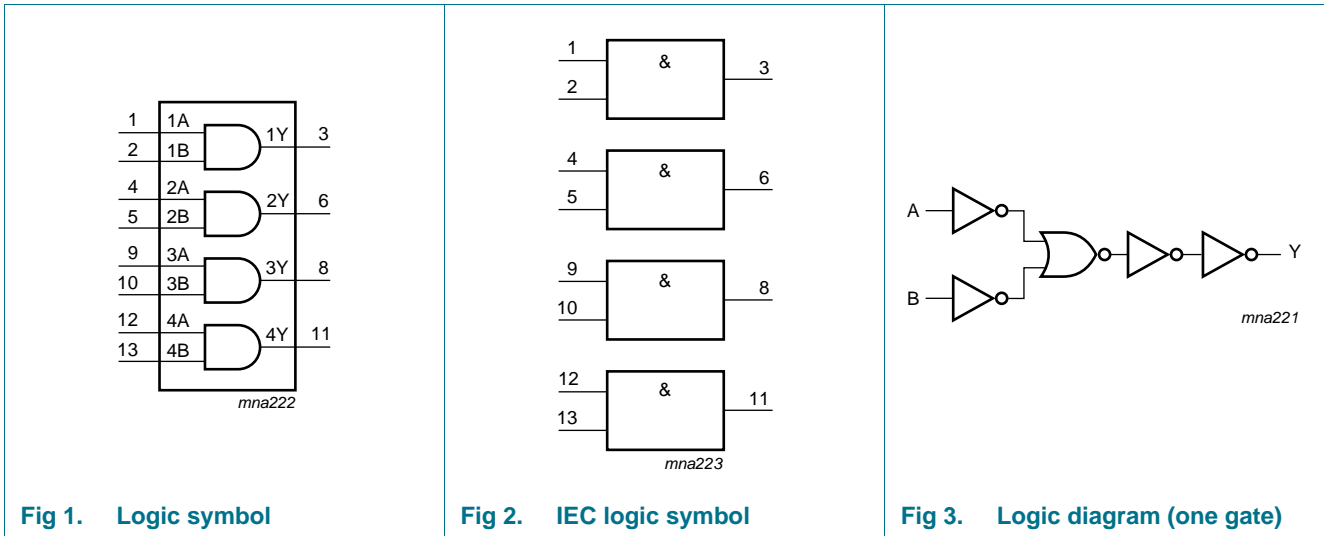 1 1A 1Y 3
2 1B
4 2A 2Y 6
5 2B
9 3A 3Y 8
10 3B
12 4A 4Y 11
13 4B
mna222
Fig 1. Logic symbol
1 & 3
2
4 & 6
5
9 & 8
10
12 & 11
13
mna223
Fig 2. IEC logic symbol
A
B
Y
mna221
Fig 3. Logic diagram (one gate)